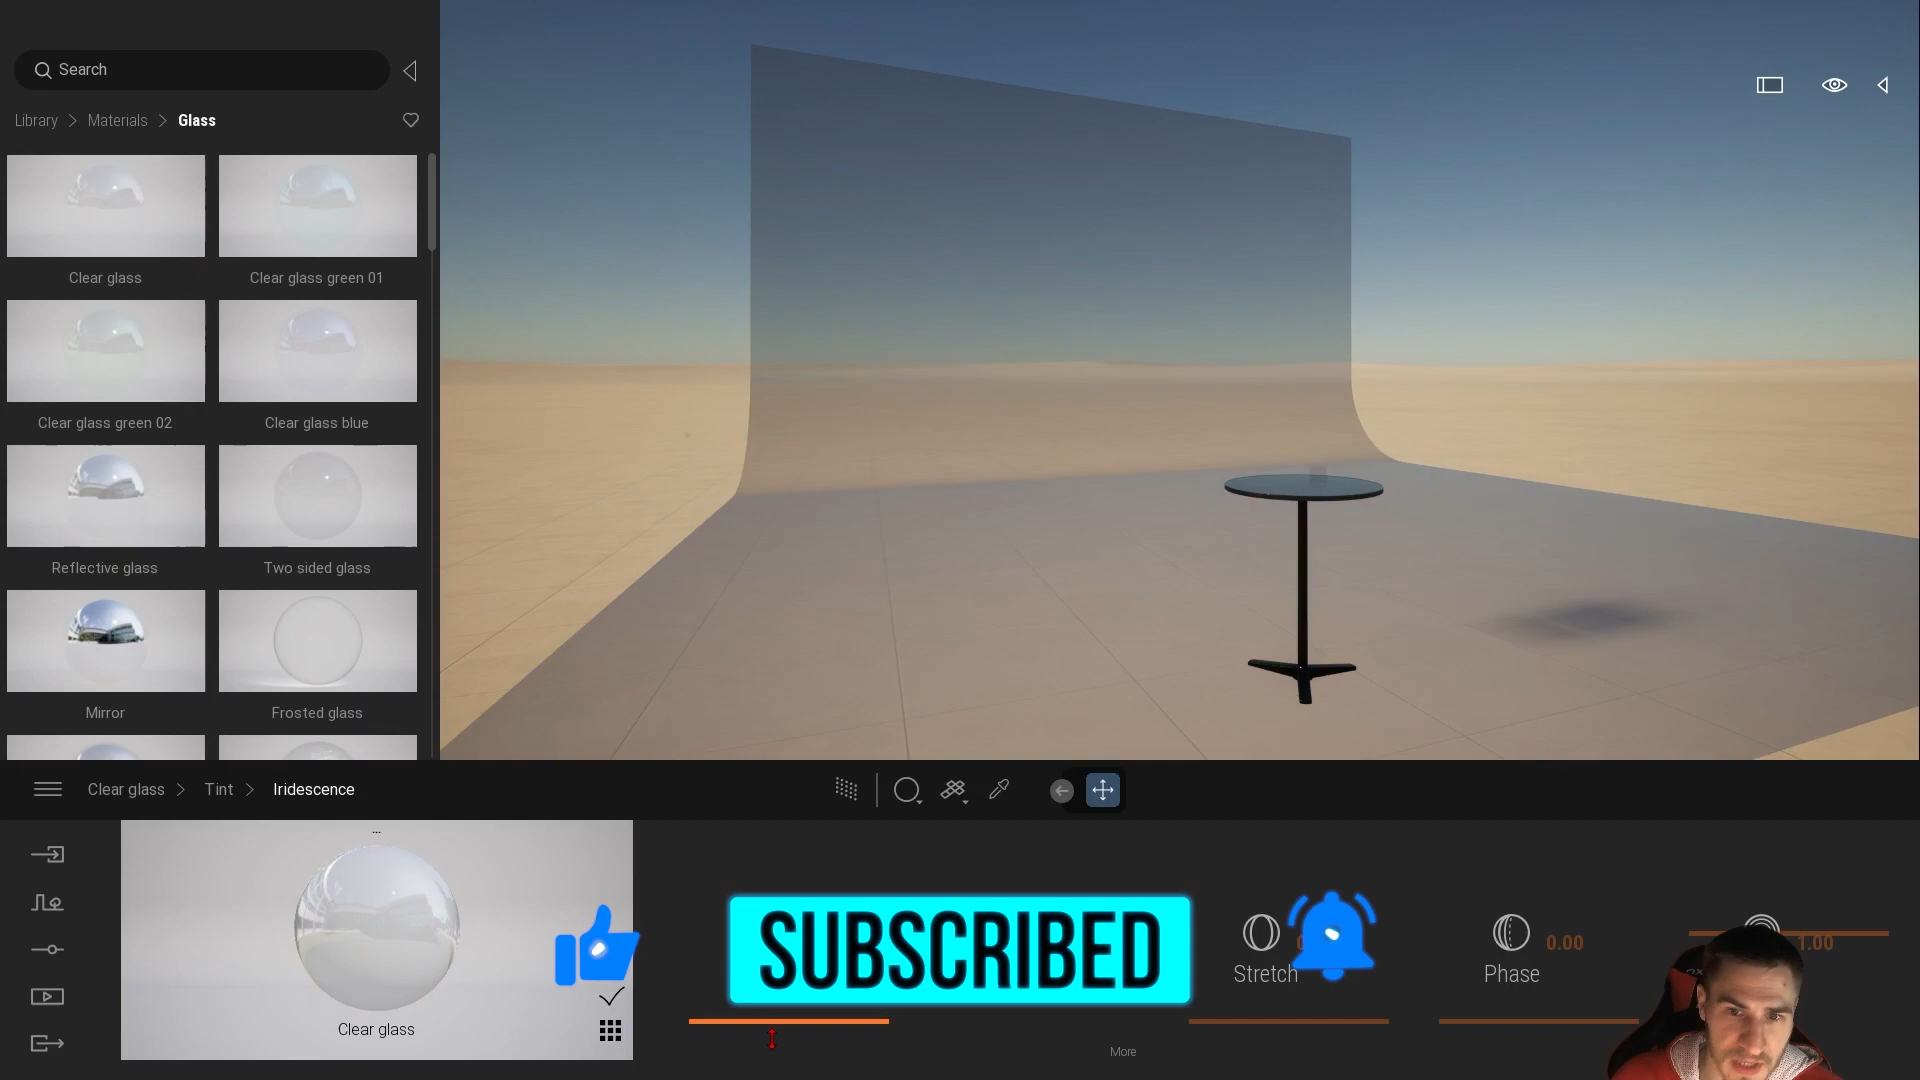 Search
Library > Materials > Glass
Clear glass
Clear glass green 01
Clear glass green 02
Clear glass blue
Reflective glass
Two sided glass
Mirror
Frosted glass
Clear glass > Tint > Iridescence
...
Clear glass
SUBSCRIBED
Stretch
0.00
Phase
1.00
More